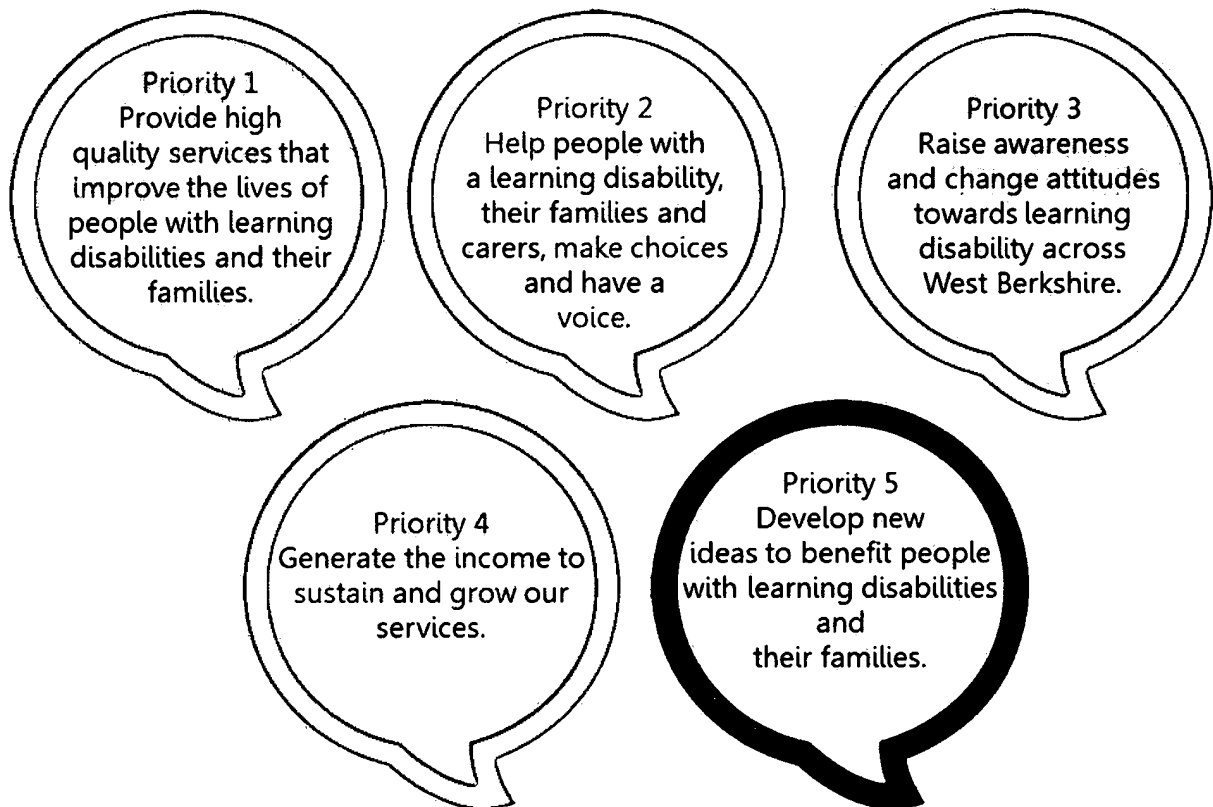 Priority 1
Provide high
quality services that
improve the lives of
people with learning
disabilities and their
families.
Priority 2
Help people with
a learning disability,
their families and
carers, make choices
and have a
voice.
Priority 3
Raise awareness
and change attitudes
towards learning
disability across
West Berkshire.
Priority 4
Generate the income to
sustain and grow our
services.
Priority 5
Develop new
ideas to benefit people
with learning disabilities
and
their families.